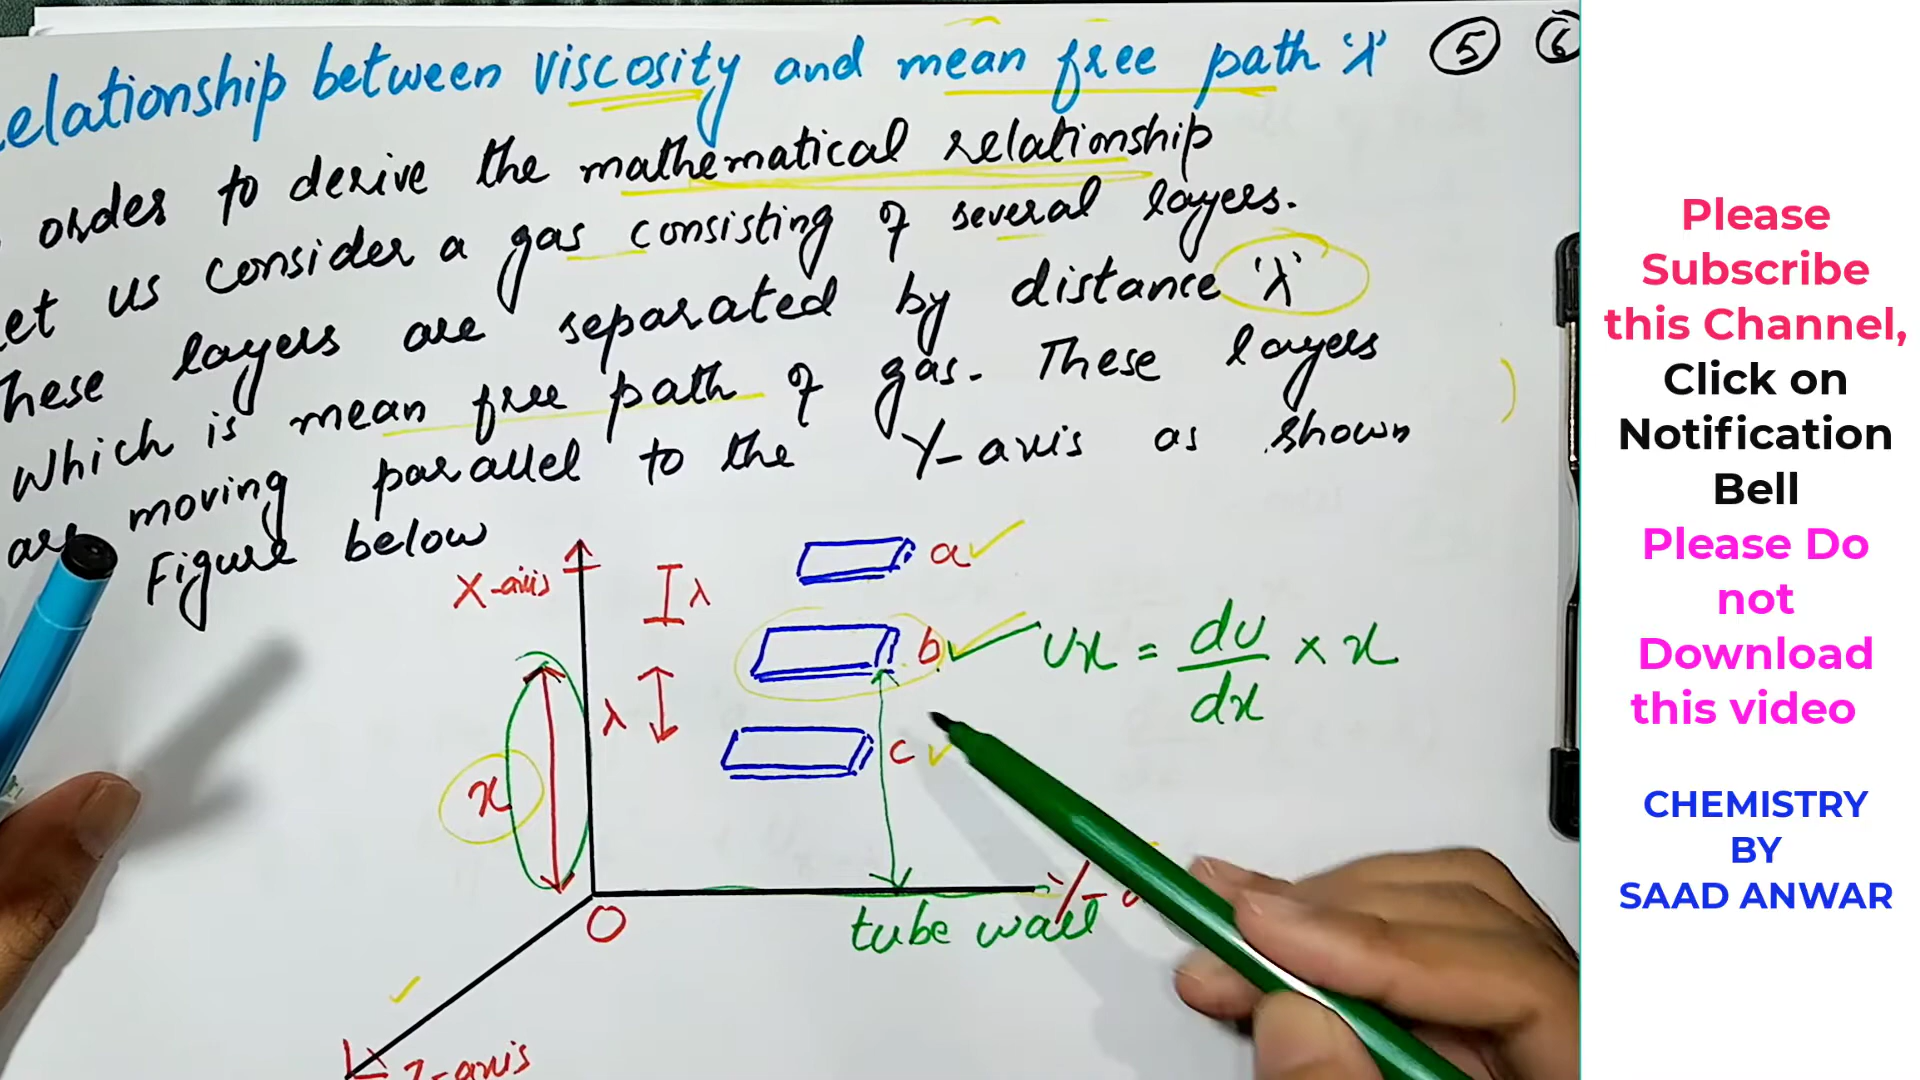 elationship between viscosity and mean free path 'λ' 5 6
order to derive the mathematical relationship
et us consider a gas consisting of several layers.
hese layers are separated by distance 'λ'
Which is mean free path of gas. These layers
are moving parallel to the Y-axis as shown
Figure below
X-axis
λ
a
b
Vx = dv/dx × x
λ
c
x
O
tube wall
Z-axis
Please
Subscribe
this Channel,
Click on
Notification
Bell
Please Do
not
Download
this video
CHEMISTRY
BY
SAAD ANWAR